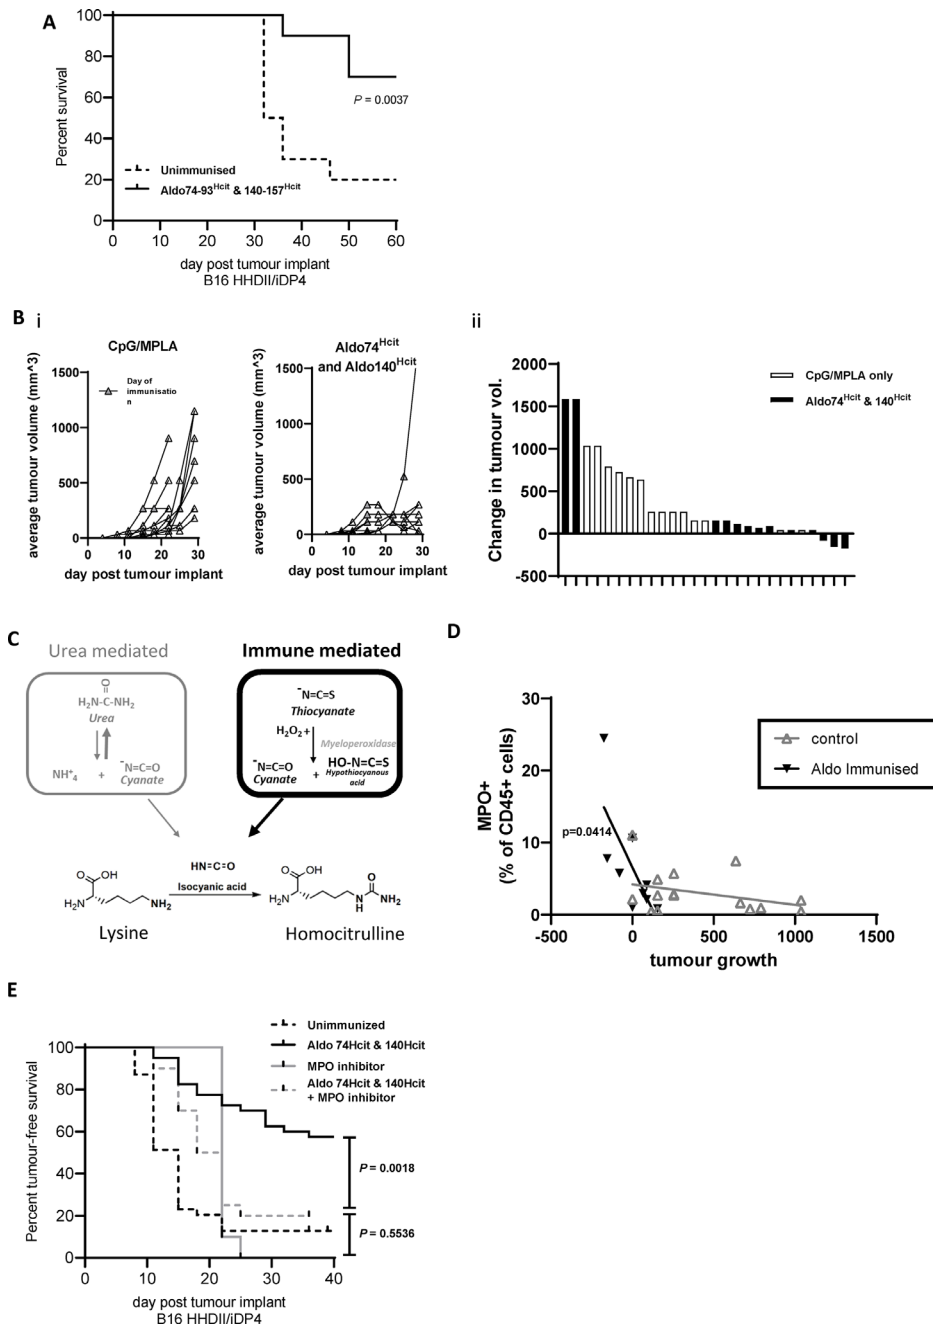 A
100
80
60
40
20
0
Percent survival
P = 0.0037
Unimmunised
Aldo74-93Hcit & 140-157Hcit
0 10 20 30 40 50 60
day post tumour implant
B16 HHDII/iDP4
B i
CpG/MPLA
Day of
immunisatio
n
1500
1000
500
0
average tumour volume (mm^3)
0 10 20 30
day post tumour implant
Aldo74Hcit
and Aldo140Hcit
1500
1000
500
0
average tumour volume (mm^3)
0 10 20 30
day post tumour implant
ii
2000
1500
1000
500
0
-500
Change in tumour vol.
CpG/MPLA only
Aldo74Hcit & 140Hcit
C
Urea mediated
O
H2N-C-NH2
Urea
NH+4 + -N=C=O
Cyanate
Immune mediated
-N=C=S
Thiocyanate
H2O2 +
Myeloperoxidase
-N=C=O + HO-N=C=S
Cyanate
Hypothiocyanous
acid
HN=C=O
Isocyanic acid
O OH
H2N NH2
Lysine
O OH O
H2N N NH2
H
Homocitrulline
D
30
20
10
0
MPO+
(% of CD45+ cells)
p=0.0414
control
Aldo Immunised
-500 0 500 1000 1500
tumour growth
E
Unimmunized
Aldo 74Hcit & 140Hcit
MPO inhibitor
Aldo 74Hcit & 140Hcit
+ MPO inhibitor
100
80
60
40
20
0
Percent tumour-free survival
P = 0.0018
P = 0.5536
0 10 20 30 40
day post tumour implant
B16 HHDII/iDP4